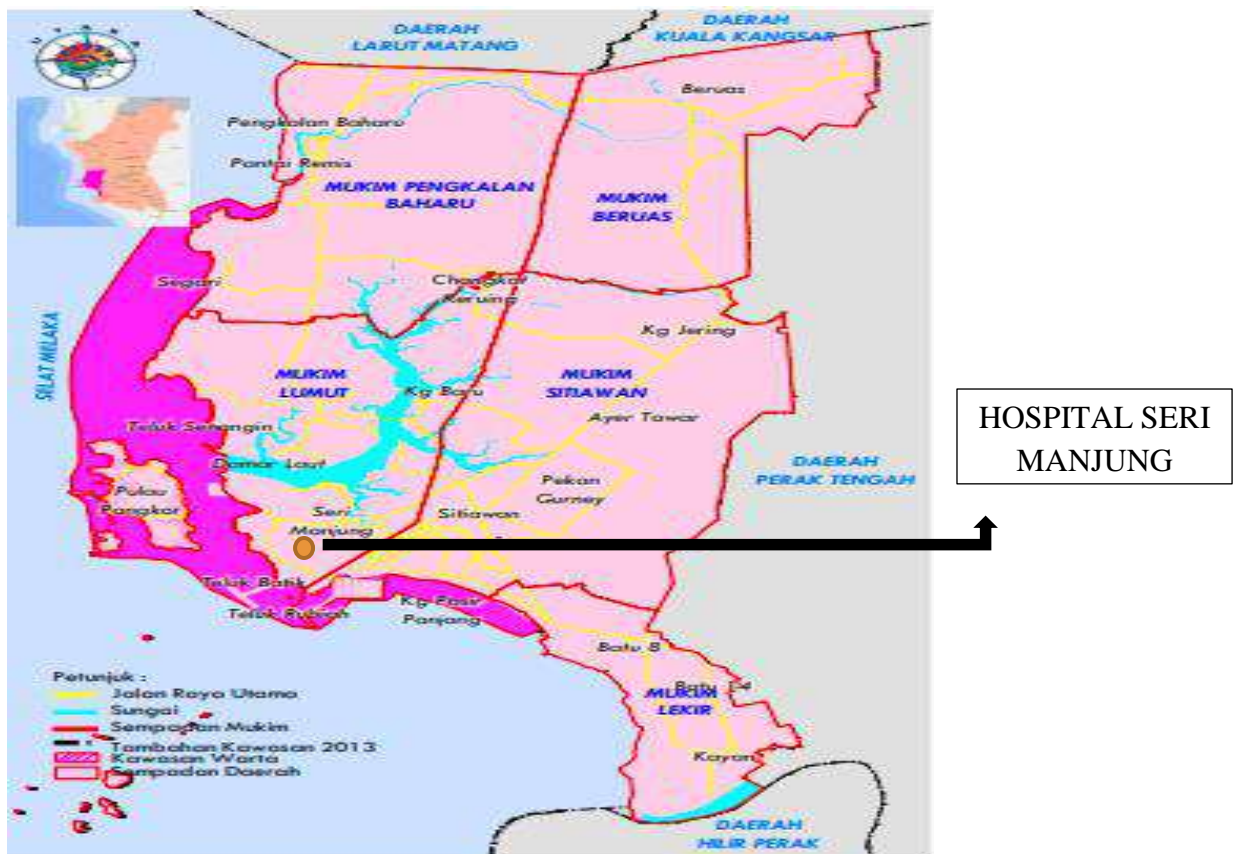 DAERAH
LARUT MATANG
DAERAH
KUALA KANGSAR
UTARA
Beruas
Pengkalan Baharu
Pantai Remis
MUKIM PENGKALAN
BAHARU
MUKIM
BERUAS
Segari
Changkat
Keruing
Kg Jering
SELAT MELAKA
MUKIM
LUMUT
Kg Baru
MUKIM
SITIAWAN
Ayer Tawar
Teluk Senangin
Damar Laut
DAERAH
PERAK TENGAH
HOSPITAL SERI
MANJUNG
Pulau
Pangkor
Seri
Manjung
Sitiawan
Pekan
Gurney
Teluk Batik
Teluk Rubiah
Kg Pasir
Panjang
Batu 8
MUKIM
LEKIR
Kayan
Petunjuk :
Jalan Raya Utama
Sungai
Sempadan Mukim
Tambahan Kawasan 2013
Kawasan Warta
Sempadan Daerah
DAERAH
HILIR PERAK